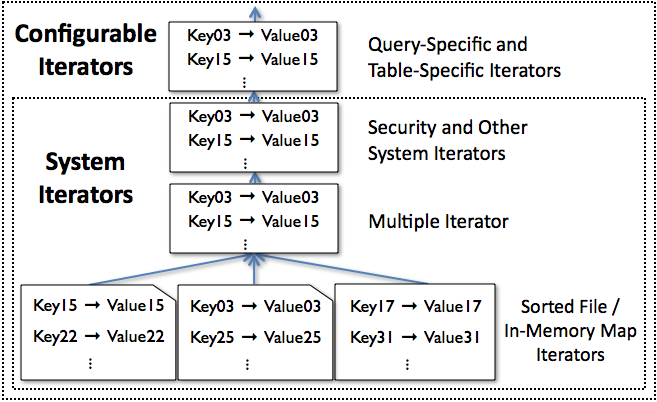 Configurable
Iterators
Key03 → Value03
Key15 → Value15
⋮
Query-Specific and
Table-Specific Iterators
System
Iterators
Key03 → Value03
Key15 → Value15
⋮
Security and Other
System Iterators
Key03 → Value03
Key15 → Value15
⋮
Multiple Iterator
Key15 → Value15
Key22 → Value22
⋮
Key03 → Value03
Key25 → Value25
⋮
Key17 → Value17
Key31 → Value31
⋮
Sorted File /
In-Memory Map
Iterators